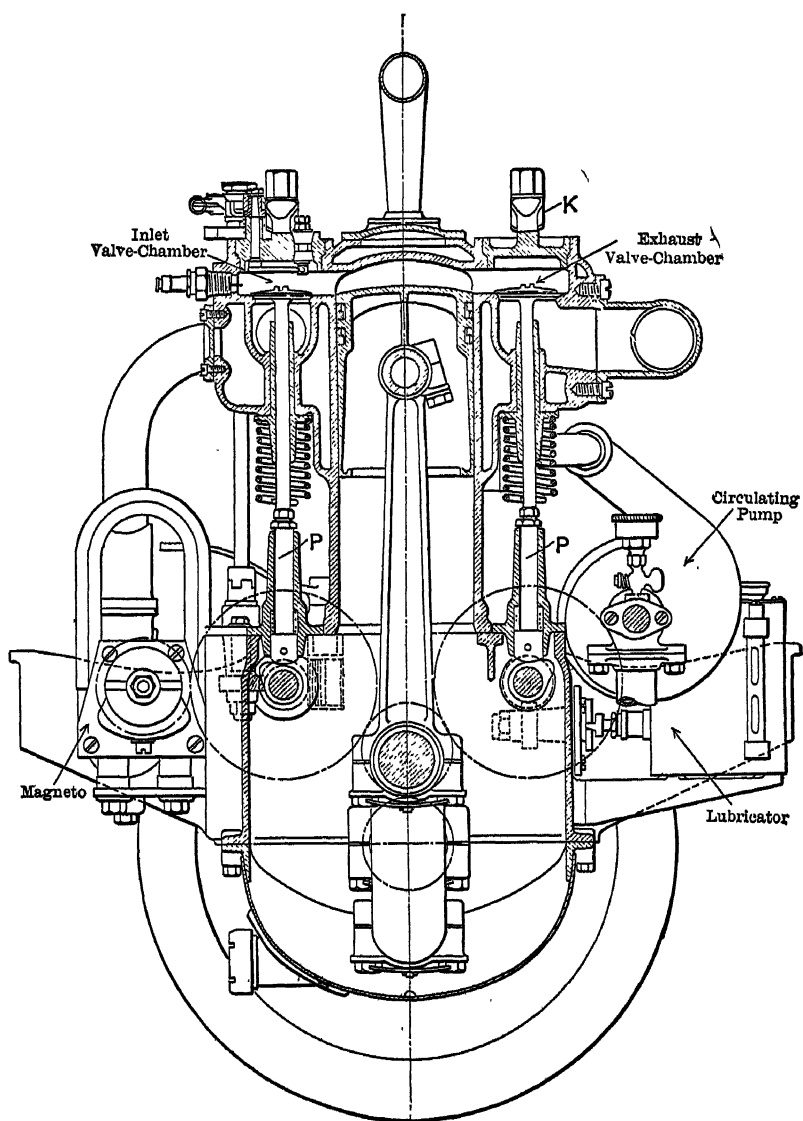 K
Inlet
Valve-Chamber
Exhaust
Valve-Chamber
Circulating
Pump
P
P
Magneto
Lubricator